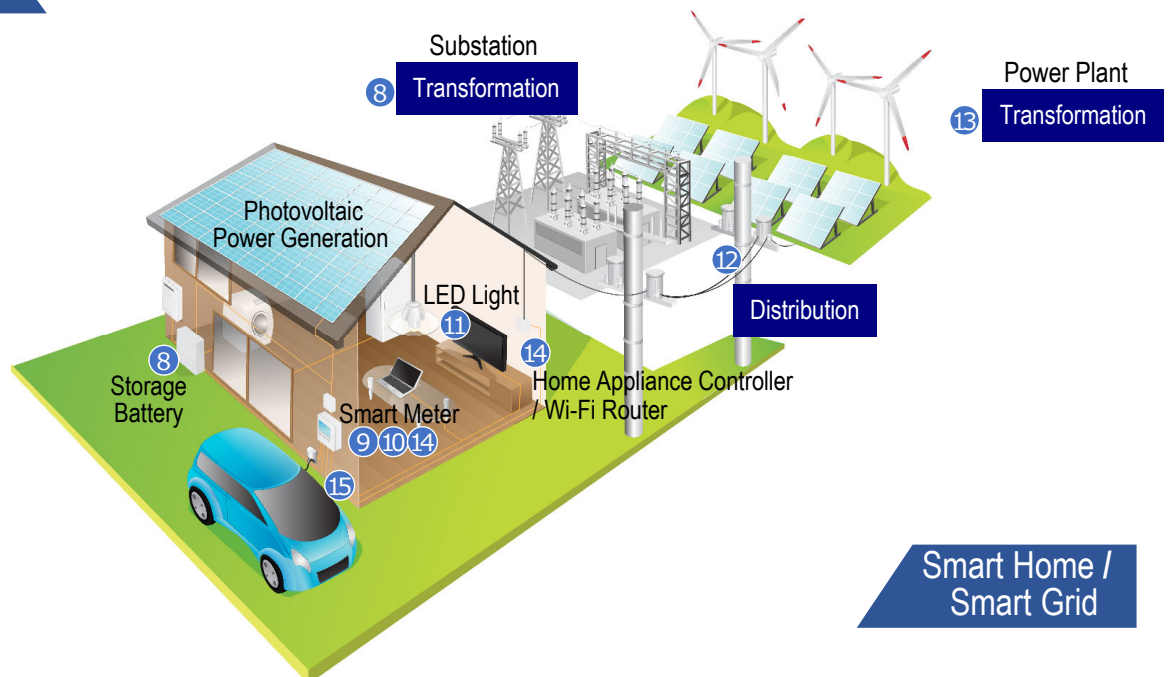 Substation
8 Transformation
Power Plant
13 Transformation
Photovoltaic
Power Generation
12
Distribution
LED Light
11
14
Home Appliance Controller
/ Wi-Fi Router
8
Storage
Battery
Smart Meter
9 10 14
15
Smart Home /
Smart Grid